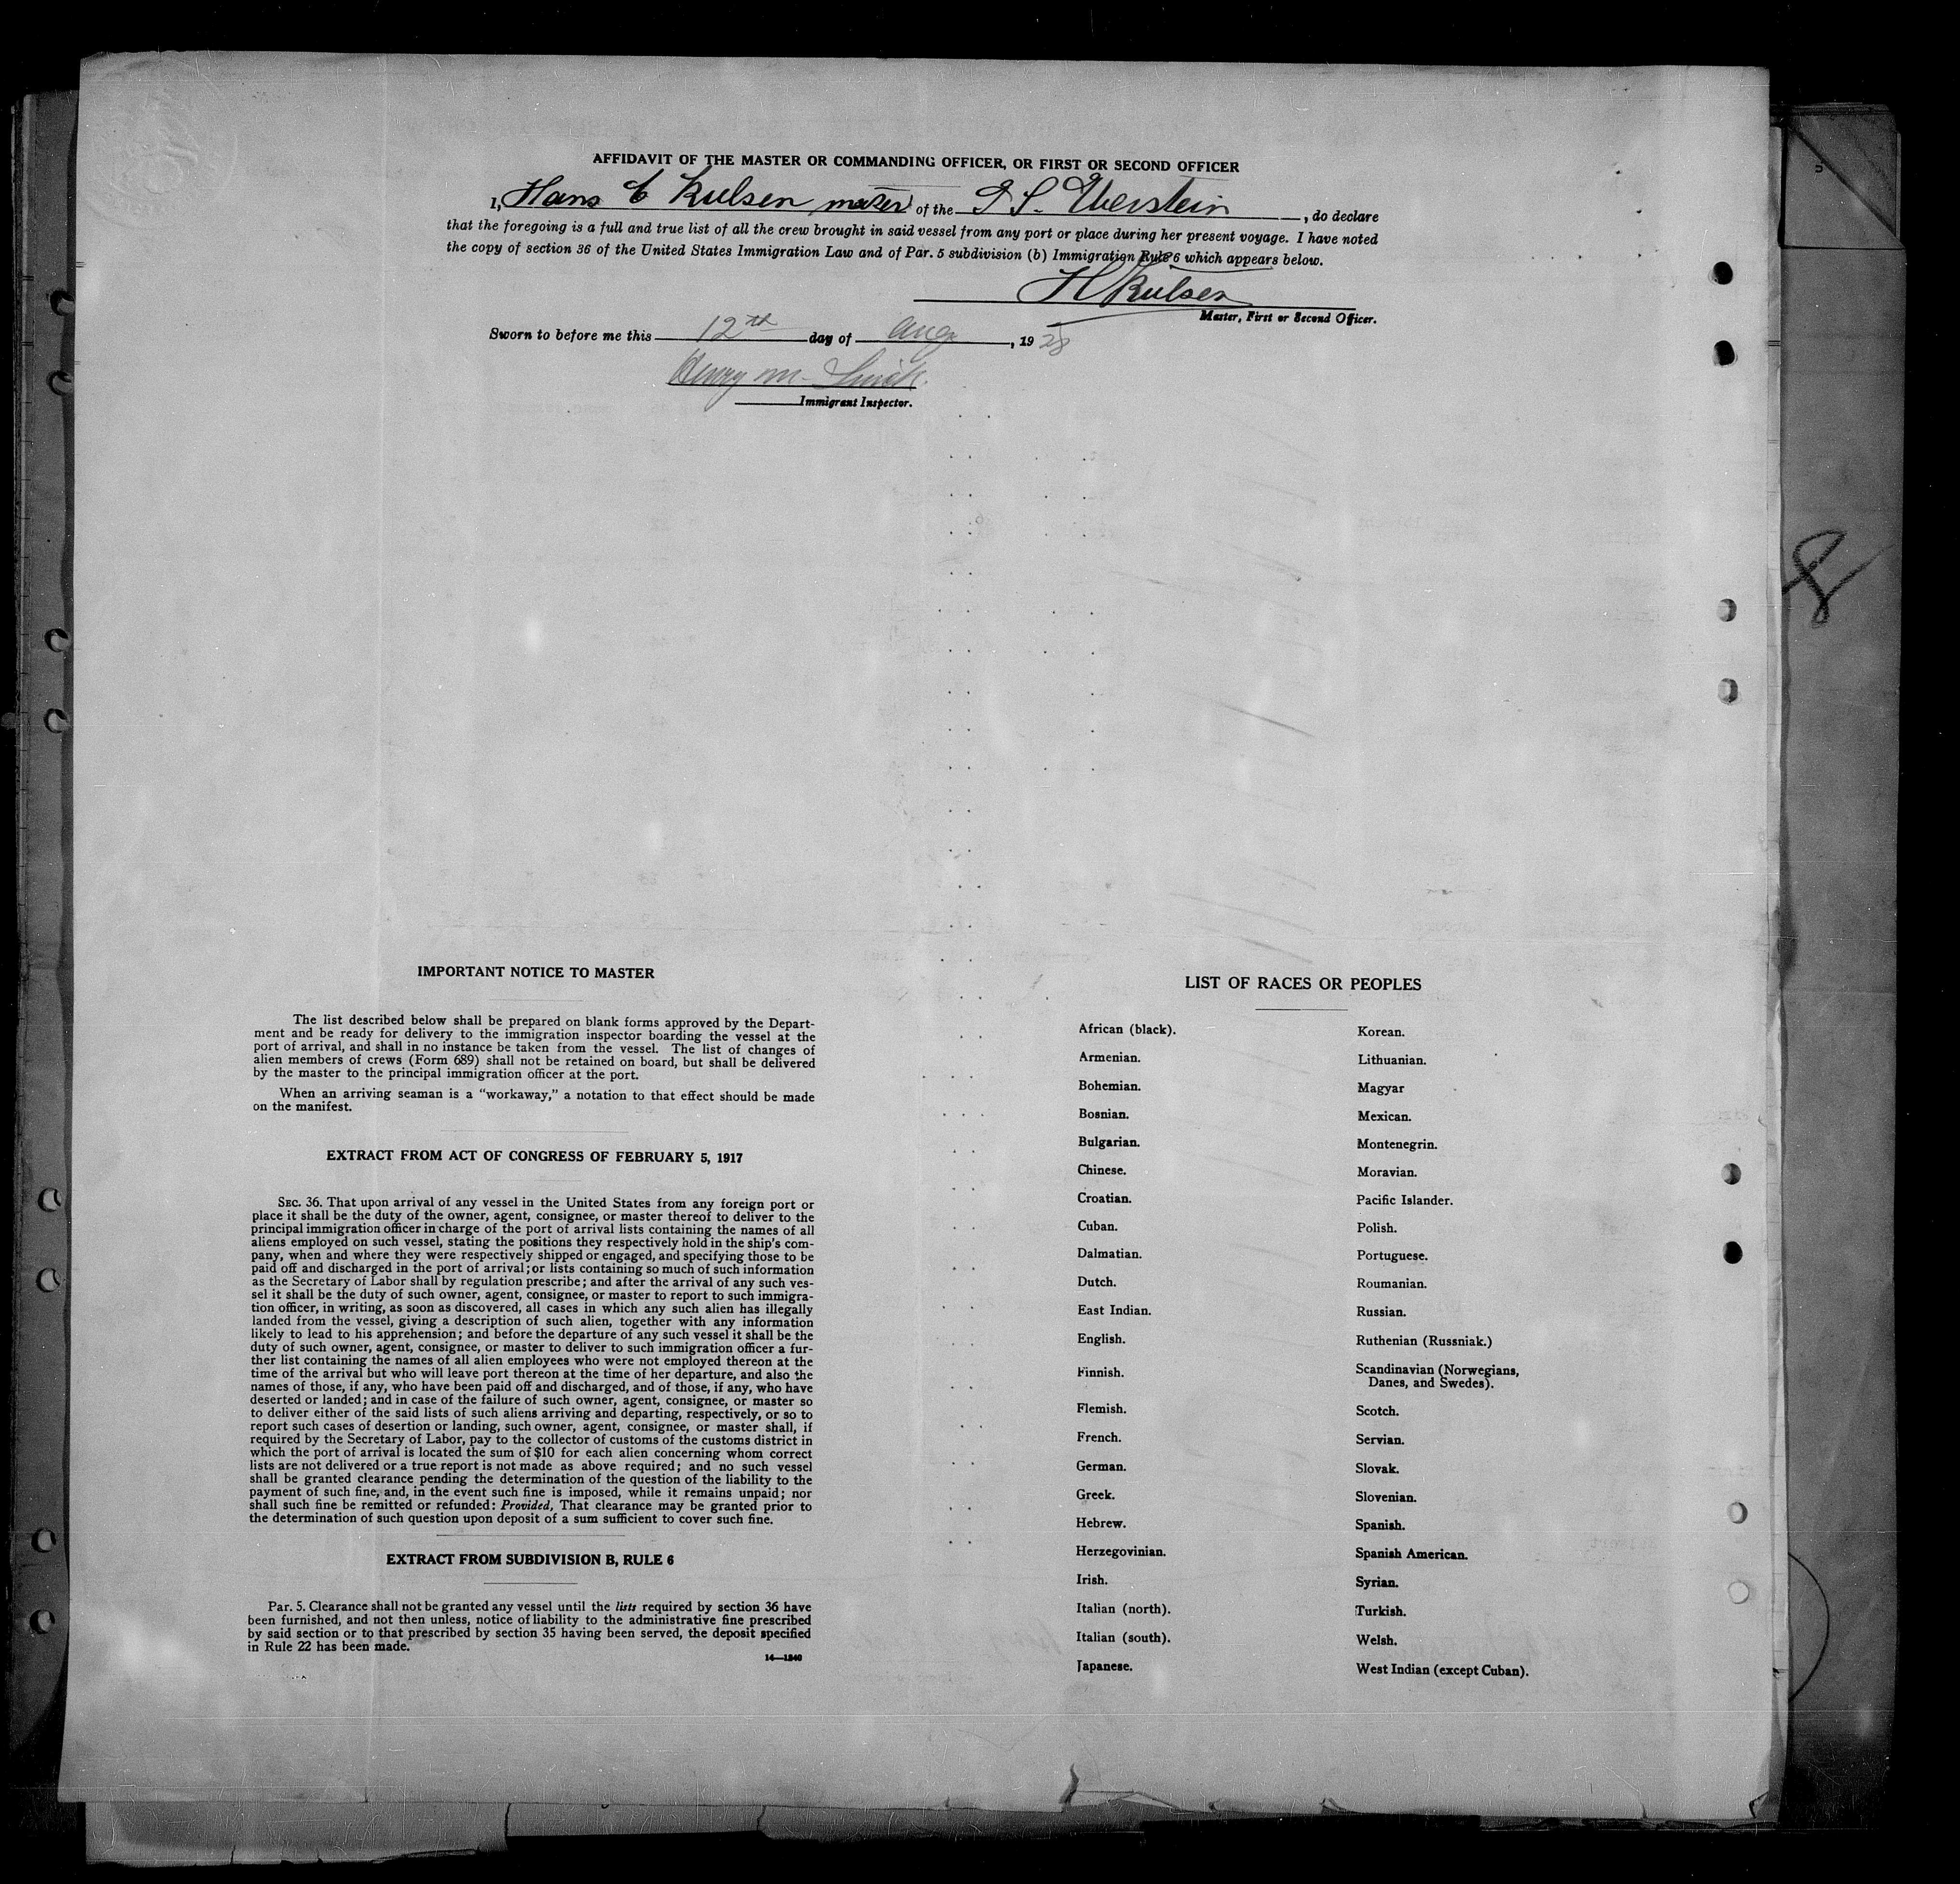 AFFIDAVIT OF THE MASTER OR COMMANDING OFFICER, OR FIRST OR SECOND OFFICER
I, Hans master of the S. Eberstein, do declare
that the foregoing is a full and true list of all the crew brought in said vessel from any port or place during her present voyage. I have noted
the copy of section 36 of the United States Immigration Law and of Par. 5 subdivision (b) Immigration Rule 6 which appears below.
Master, First or Second Officer.
Sworn to before me this 12th day of Aug, 1928
Henry M. Smith.
Immigrant Inspector.
8
IMPORTANT NOTICE TO MASTER
The list described below shall be prepared on blank forms approved by the Depart-
ment and be ready for delivery to the immigration inspector boarding the vessel at the
port of arrival, and shall in no instance be taken from the vessel. The list of changes of
alien members of crews (Form 689) shall not be retained on board, but shall be delivered
by the master to the principal immigration officer at the port.
When an arriving seaman is a "workaway," a notation to that effect should be made
on the manifest.
EXTRACT FROM ACT OF CONGRESS OF FEBRUARY 5, 1917
SEC. 36. That upon arrival of any vessel in the United States from any foreign port or
place it shall be the duty of the owner, agent, consignee, or master thereof to deliver to the
principal immigration officer in charge of the port of arrival lists containing the names of all
aliens employed on such vessel, stating the positions they respectively hold in the ship's com-
pany, when and where they were respectively shipped or engaged, and specifying those to be
paid off and discharged in the port of arrival; or lists containing so much of such information
as the Secretary of Labor shall by regulation prescribe; and after the arrival of any such ves-
sel it shall be the duty of such owner, agent, consignee, or master to report to such immigra-
tion officer, in writing, as soon as discovered, all cases in which any such alien has illegally
landed from the vessel, giving a description of such alien, together with any information
likely to lead to his apprehension; and before the departure of any such vessel it shall be the
duty of such owner, agent, consignee, or master to deliver to such immigration officer a fur-
ther list containing the names of all alien employees who were not employed thereon at the
time of the arrival but who will leave port thereon at the time of her departure, and also the
names of those, if any, who have been paid off and discharged, and of those, if any, who have
deserted or landed; and in case of the failure of such owner, agent, consignee, or master so
to deliver either of the said lists of such aliens arriving and departing, respectively, or so to
report such cases of desertion or landing, such owner, agent, consignee, or master shall, if
required by the Secretary of Labor, pay to the collector of customs of the customs district in
which the port of arrival is located the sum of $10 for each alien concerning whom correct
lists are not delivered or a true report is not made as above required; and no such vessel
shall be granted clearance pending the determination of the question of the liability to the
payment of such fine, and, in the event such fine is imposed, while it remains unpaid; nor
shall such fine be remitted or refunded: Provided, That clearance may be granted prior to
the determination of such question upon deposit of a sum sufficient to cover such fine.
EXTRACT FROM SUBDIVISION B, RULE 6
Par. 5. Clearance shall not be granted any vessel until the lists required by section 36 have
been furnished, and not then unless, notice of liability to the administrative fine prescribed
by said section or to that prescribed by section 35 having been served, the deposit specified
in Rule 22 has been made.
14—1240
LIST OF RACES OR PEOPLES
African (black).
Armenian.
Bohemian.
Bosnian.
Bulgarian.
Chinese.
Croatian.
Cuban.
Dalmatian.
Dutch.
East Indian.
English.
Finnish.
Flemish.
French.
German.
Greek.
Hebrew.
Herzegovinian.
Irish.
Italian (north).
Italian (south).
Japanese.
Korean.
Lithuanian.
Magyar
Mexican.
Montenegrin.
Moravian.
Pacific Islander.
Polish.
Portuguese.
Roumanian.
Russian.
Ruthenian (Russniak.)
Scandinavian (Norwegians,
Danes, and Swedes).
Scotch.
Servian.
Slovak.
Slovenian.
Spanish.
Spanish American.
Syrian.
Turkish.
Welsh.
West Indian (except Cuban).